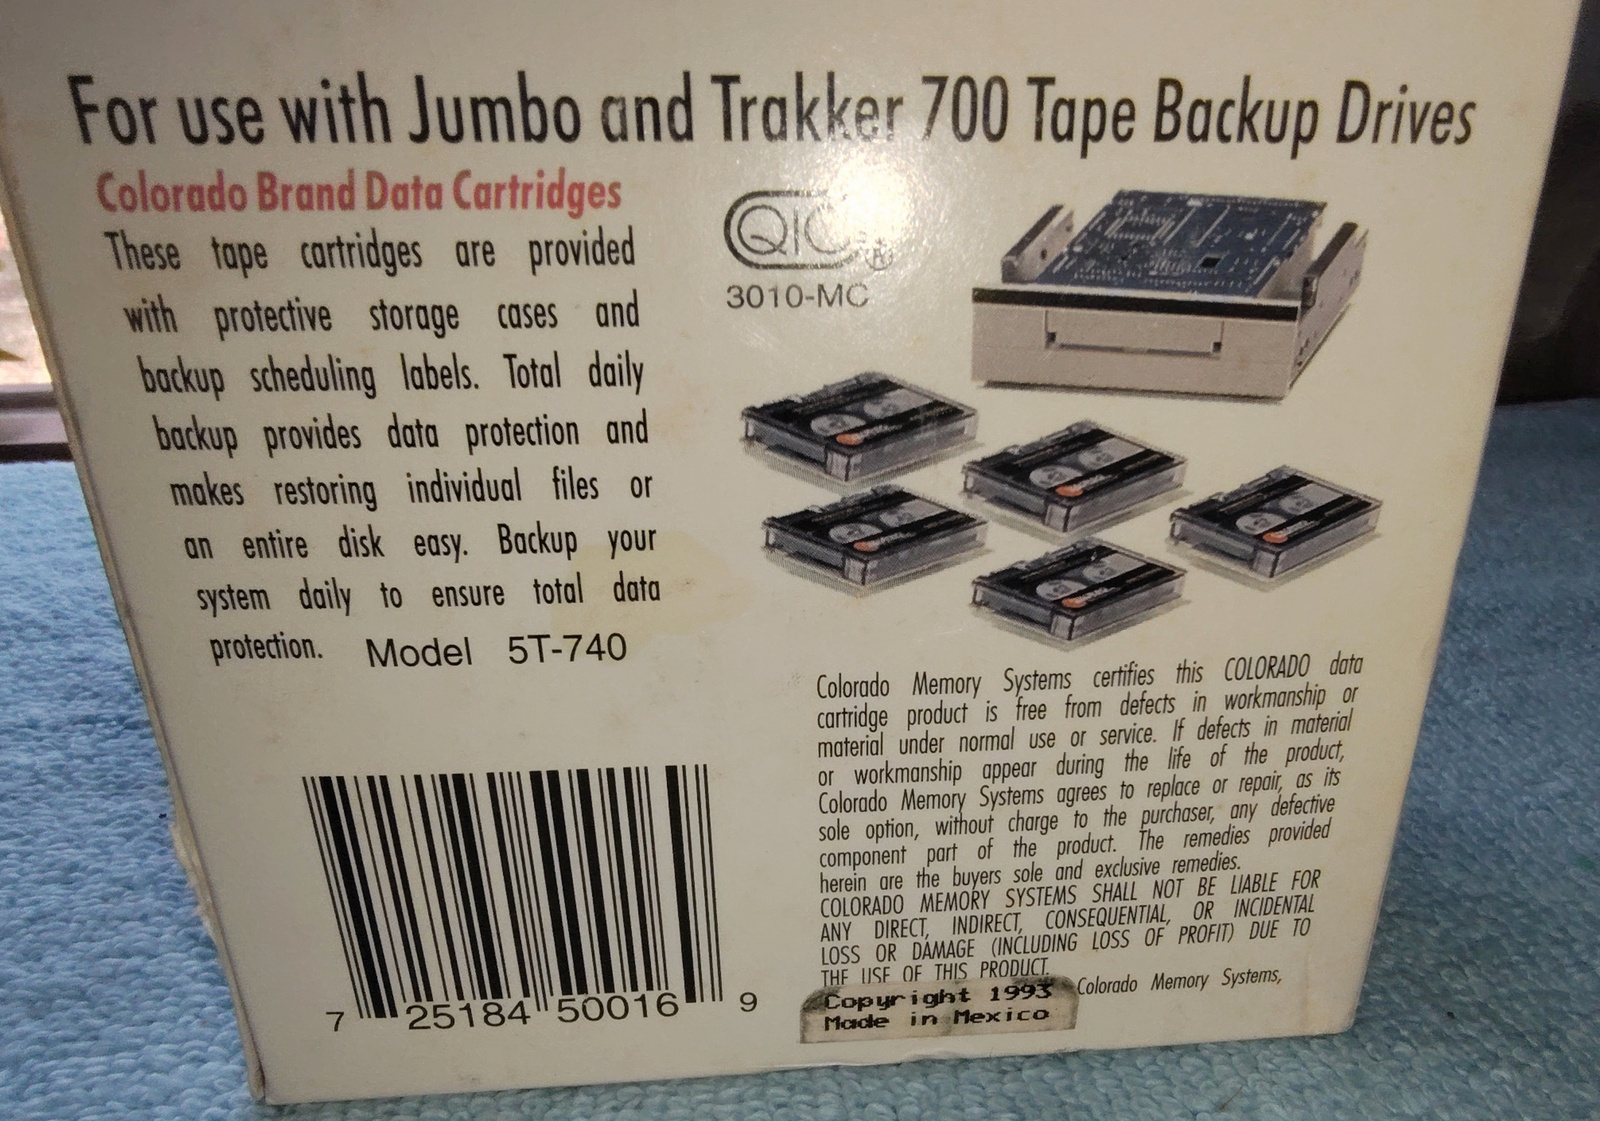 For use with Jumbo and Trakker 700 Tape Backup Drives
Colorado Brand Data Cartridges
These tape cartridges are provided
with protective storage cases and
backup scheduling labels. Total daily
backup provides data protection and
makes restoring individual files or
an entire disk easy. Backup your
system daily to ensure total data
protection. Model 5T-740
QIC®
3010-MC
Colorado Memory Systems certifies this COLORADO data
cartridge product is free from defects in workmanship or
material under normal use or service. If defects in material
or workmanship appear during the life of the product,
Colorado Memory Systems agrees to replace or repair, as its
sole option, without charge to the purchaser, any defective
component part of the product. The remedies provided
herein are the buyers sole and exclusive remedies.
COLORADO MEMORY SYSTEMS SHALL NOT BE LIABLE FOR
ANY DIRECT, INDIRECT, CONSEQUENTIAL, OR INCIDENTAL
LOSS OR DAMAGE (INCLUDING LOSS OF PROFIT) DUE TO
THE USE OF THIS PRODUCT.
Colorado Memory Systems,
Copyright 1993
Made in Mexico
7 25184 50016 9